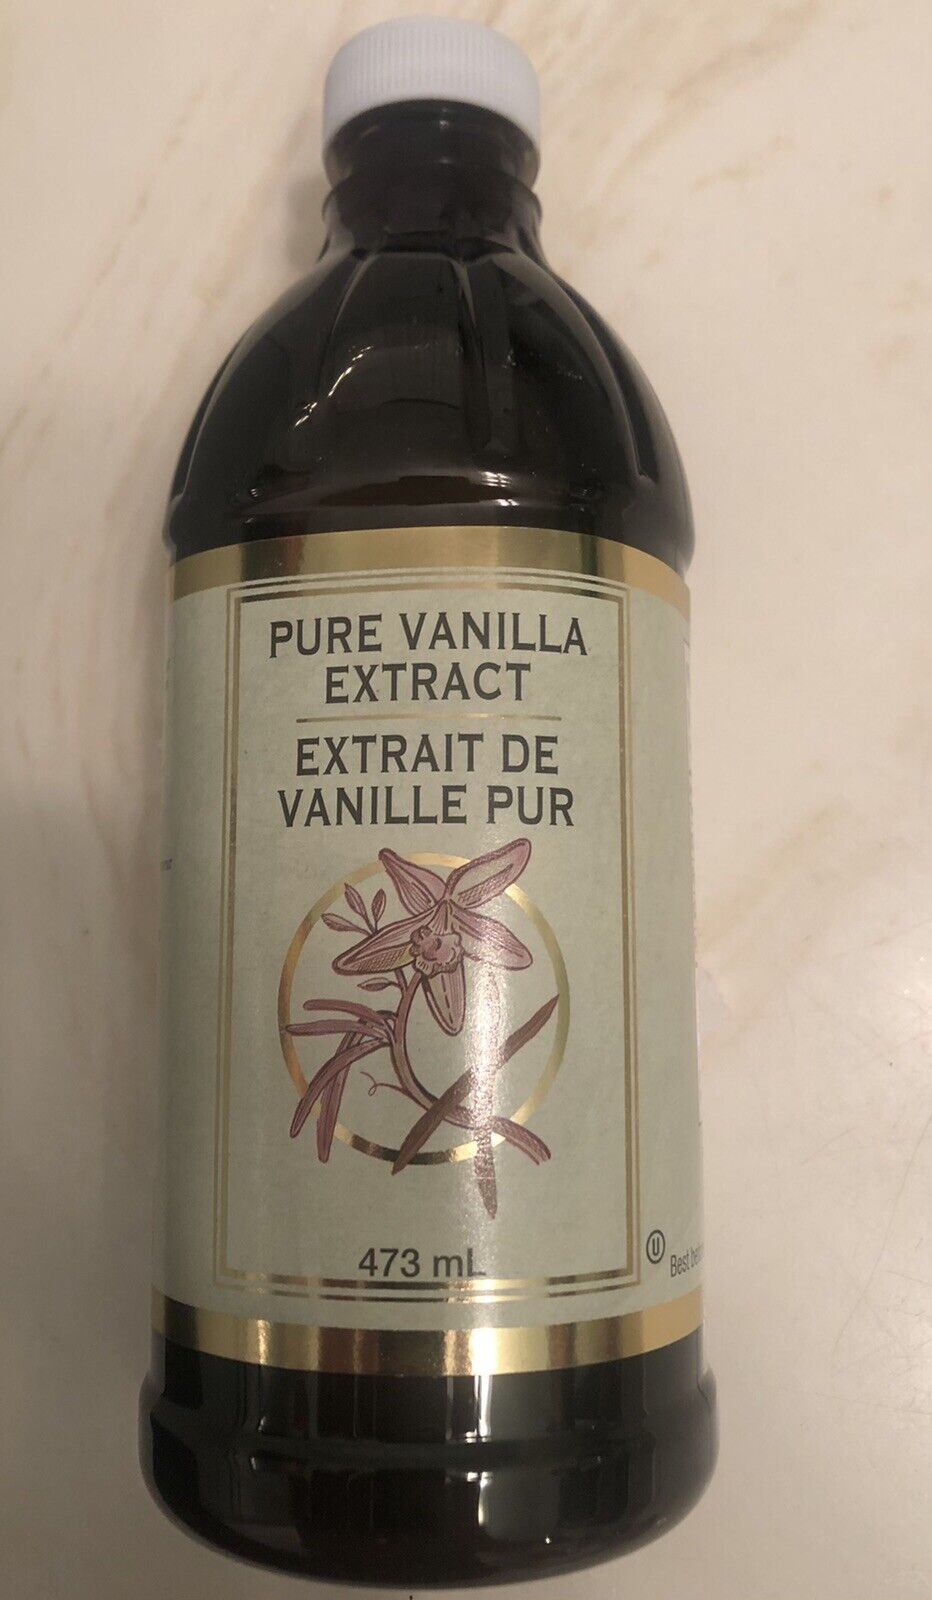 PURE VANILLA
EXTRACT
EXTRAIT DE
VANILLE PUR
473 mL
U
Best